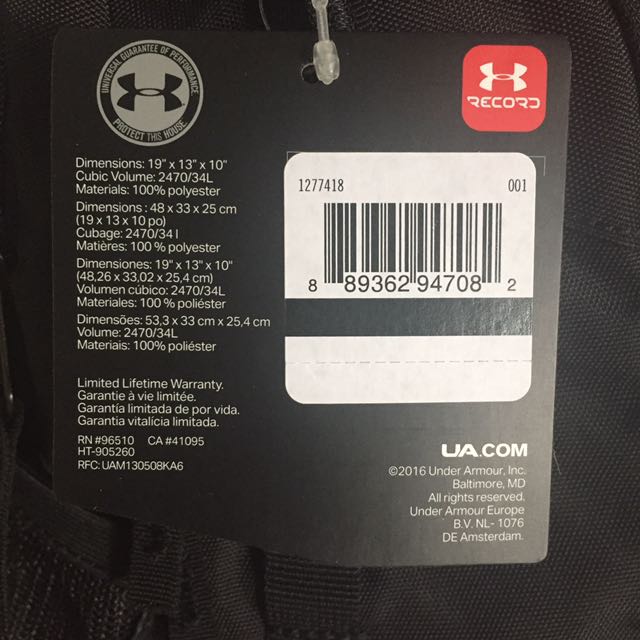 UNIVERSAL GUARANTEE OF PERFORMANCE
PROTECT THIS HOUSE
RECORD
Dimensions: 19" x 13" x 10"
Cubic Volume: 2470/34L
Materials: 100% polyester
Dimensions : 48 x 33 x 25 cm
(19 x 13 x 10 po)
Cubage: 2470/34 l
Matières: 100 % polyester
Dimensiones: 19" x 13" x 10"
(48,26 x 33,02 x 25,4 cm)
Volumen cúbico: 2470/34L
Materiales: 100 % poliéster
Dimensões: 53,3 x 33 cm x 25,4 cm
Volume: 2470/34L
Materiais: 100% poliéster
Limited Lifetime Warranty.
Garantie à vie limitée.
Garantía limitada de por vida.
Garantia vitalícia limitada.
RN #96510 CA #41095
HT-905260
RFC: UAM130508KA6
1277418 001
8 89362 94708 2
UA.COM
©2016 Under Armour, Inc.
Baltimore, MD
All rights reserved.
Under Armour Europe
B.V. NL- 1076
DE Amsterdam.